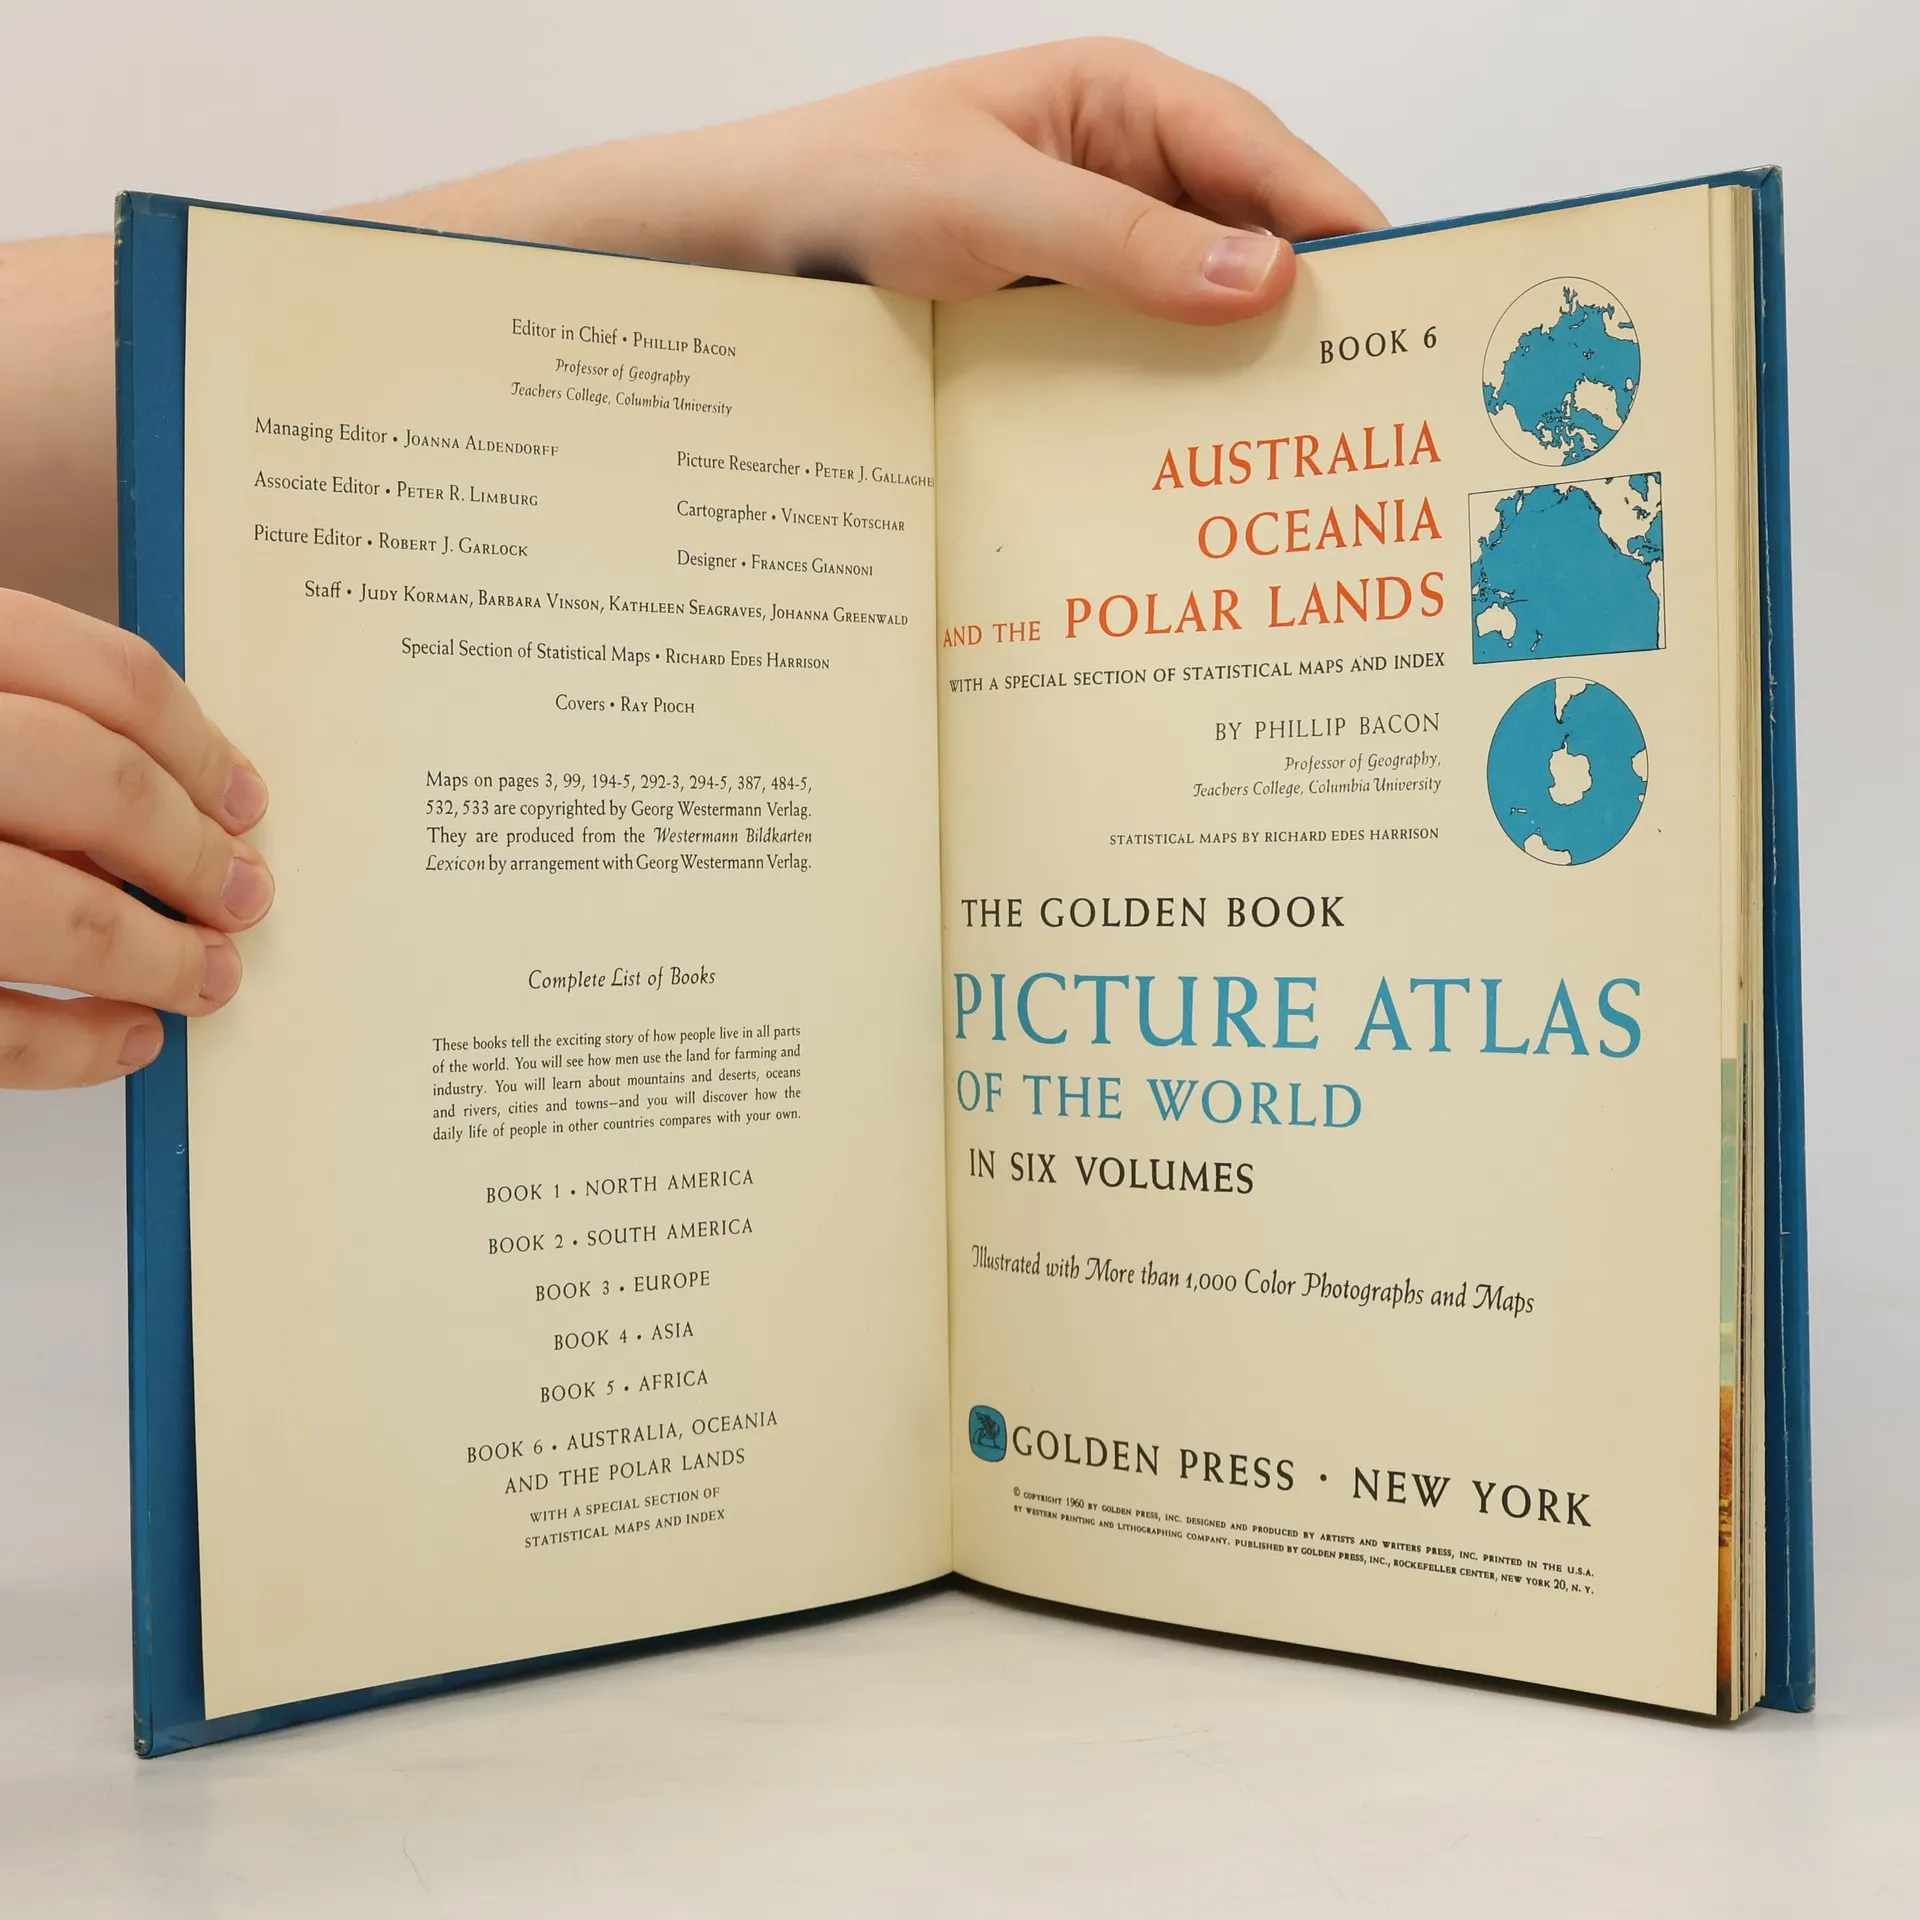 Editor in Chief • PHILLIP BACON
Professor of Geography
Teachers College, Columbia University
Managing Editor • JOANNA ALDENDORFF
Associate Editor • PETER R. LIMBURG
Picture Editor • ROBERT J. GARLOCK
Picture Researcher • PETER J. GALLAGHE
Cartographer • VINCENT KOTSCHAR
Designer • FRANCES GIANNONI
Staff • JUDY KORMAN, BARBARA VINSON, KATHLEEN SEAGRAVES, JOHANNA GREENWALD
Special Section of Statistical Maps • RICHARD EDES HARRISON
Covers • RAY PIOCH
Maps on pages 3, 99, 194-5, 292-3, 294-5, 387, 484-5,
532, 533 are copyrighted by Georg Westermann Verlag.
They are produced from the Westermann Bildkarten
Lexicon by arrangement with Georg Westermann Verlag.
Complete List of Books
These books tell the exciting story of how people live in all parts
of the world. You will see how men use the land for farming and
industry. You will learn about mountains and deserts, oceans
and rivers, cities and towns—and you will discover how the
daily life of people in other countries compares with your own.
BOOK 1 • NORTH AMERICA
BOOK 2 • SOUTH AMERICA
BOOK 3 • EUROPE
BOOK 4 • ASIA
BOOK 5 • AFRICA
BOOK 6 • AUSTRALIA, OCEANIA
AND THE POLAR LANDS
WITH A SPECIAL SECTION OF
STATISTICAL MAPS AND INDEX
BOOK 6
AUSTRALIA
OCEANIA
AND THE POLAR LANDS
WITH A SPECIAL SECTION OF STATISTICAL MAPS AND INDEX
BY PHILLIP BACON
Professor of Geography,
Teachers College, Columbia University
STATISTICAL MAPS BY RICHARD EDES HARRISON
THE GOLDEN BOOK
PICTURE ATLAS
OF THE WORLD
IN SIX VOLUMES
Illustrated with More than 1,000 Color Photographs and Maps
GOLDEN PRESS • NEW YORK
© COPYRIGHT 1960 BY GOLDEN PRESS, INC. DESIGNED AND PRODUCED BY ARTISTS AND WRITERS PRESS, INC. PRINTED IN THE U.S.A.
BY WESTERN PRINTING AND LITHOGRAPHING COMPANY. PUBLISHED BY GOLDEN PRESS, INC., ROCKEFELLER CENTER, NEW YORK 20, N. Y.